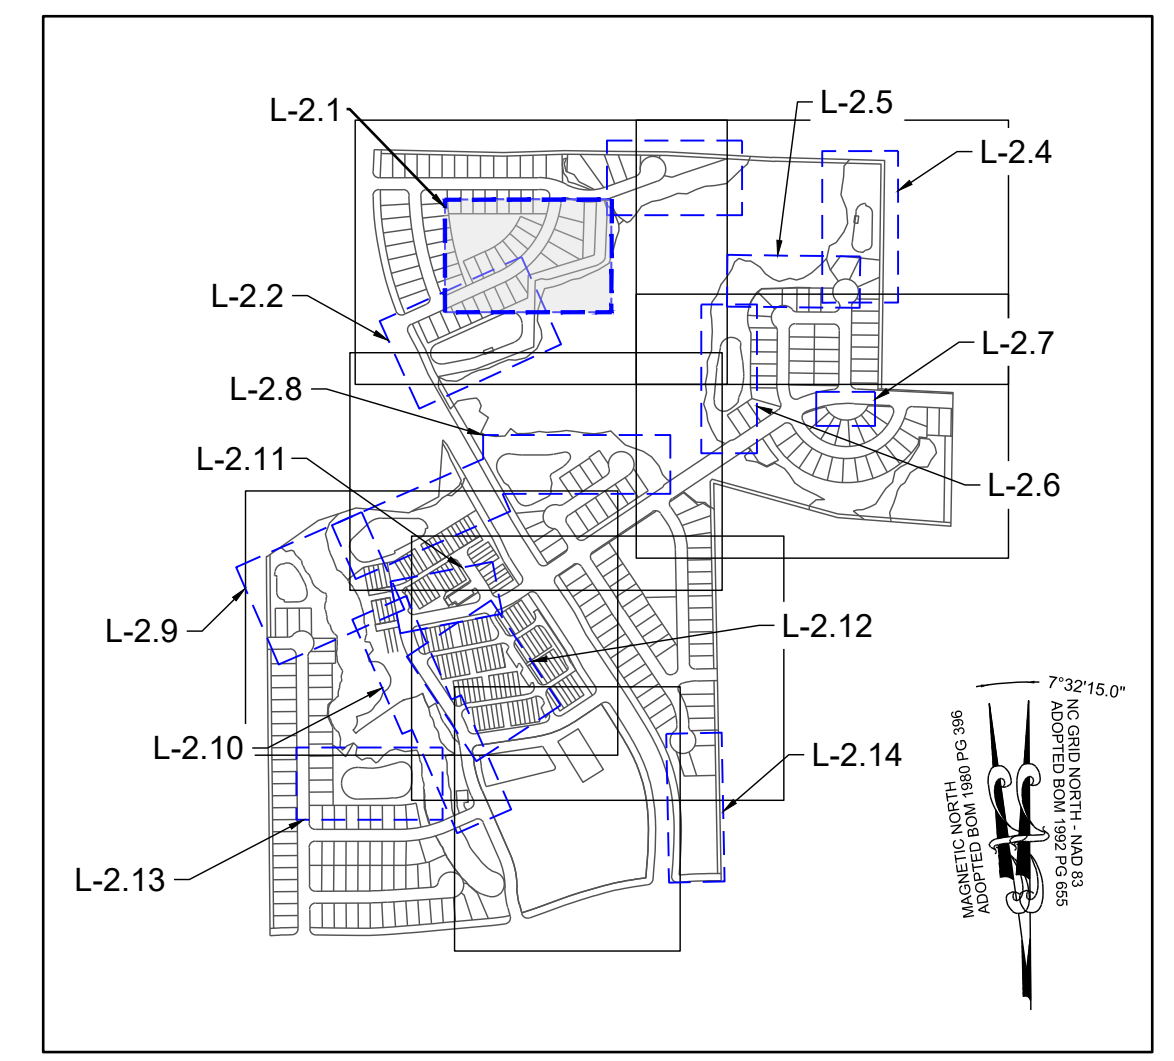 L-2.1
L-2.5
L-2.4
L-2.2
L-2.7
L-2.8
L-2.11
L-2.6
L-2.9
L-2.12
L-2.10
L-2.14
L-2.13
7°32'15.0"
MAGNETIC NORTH
ADOPTED BOM 1980 PG 396
NC GRID NORTH - NAD 83
ADOPTED BOM 1992 PG 655